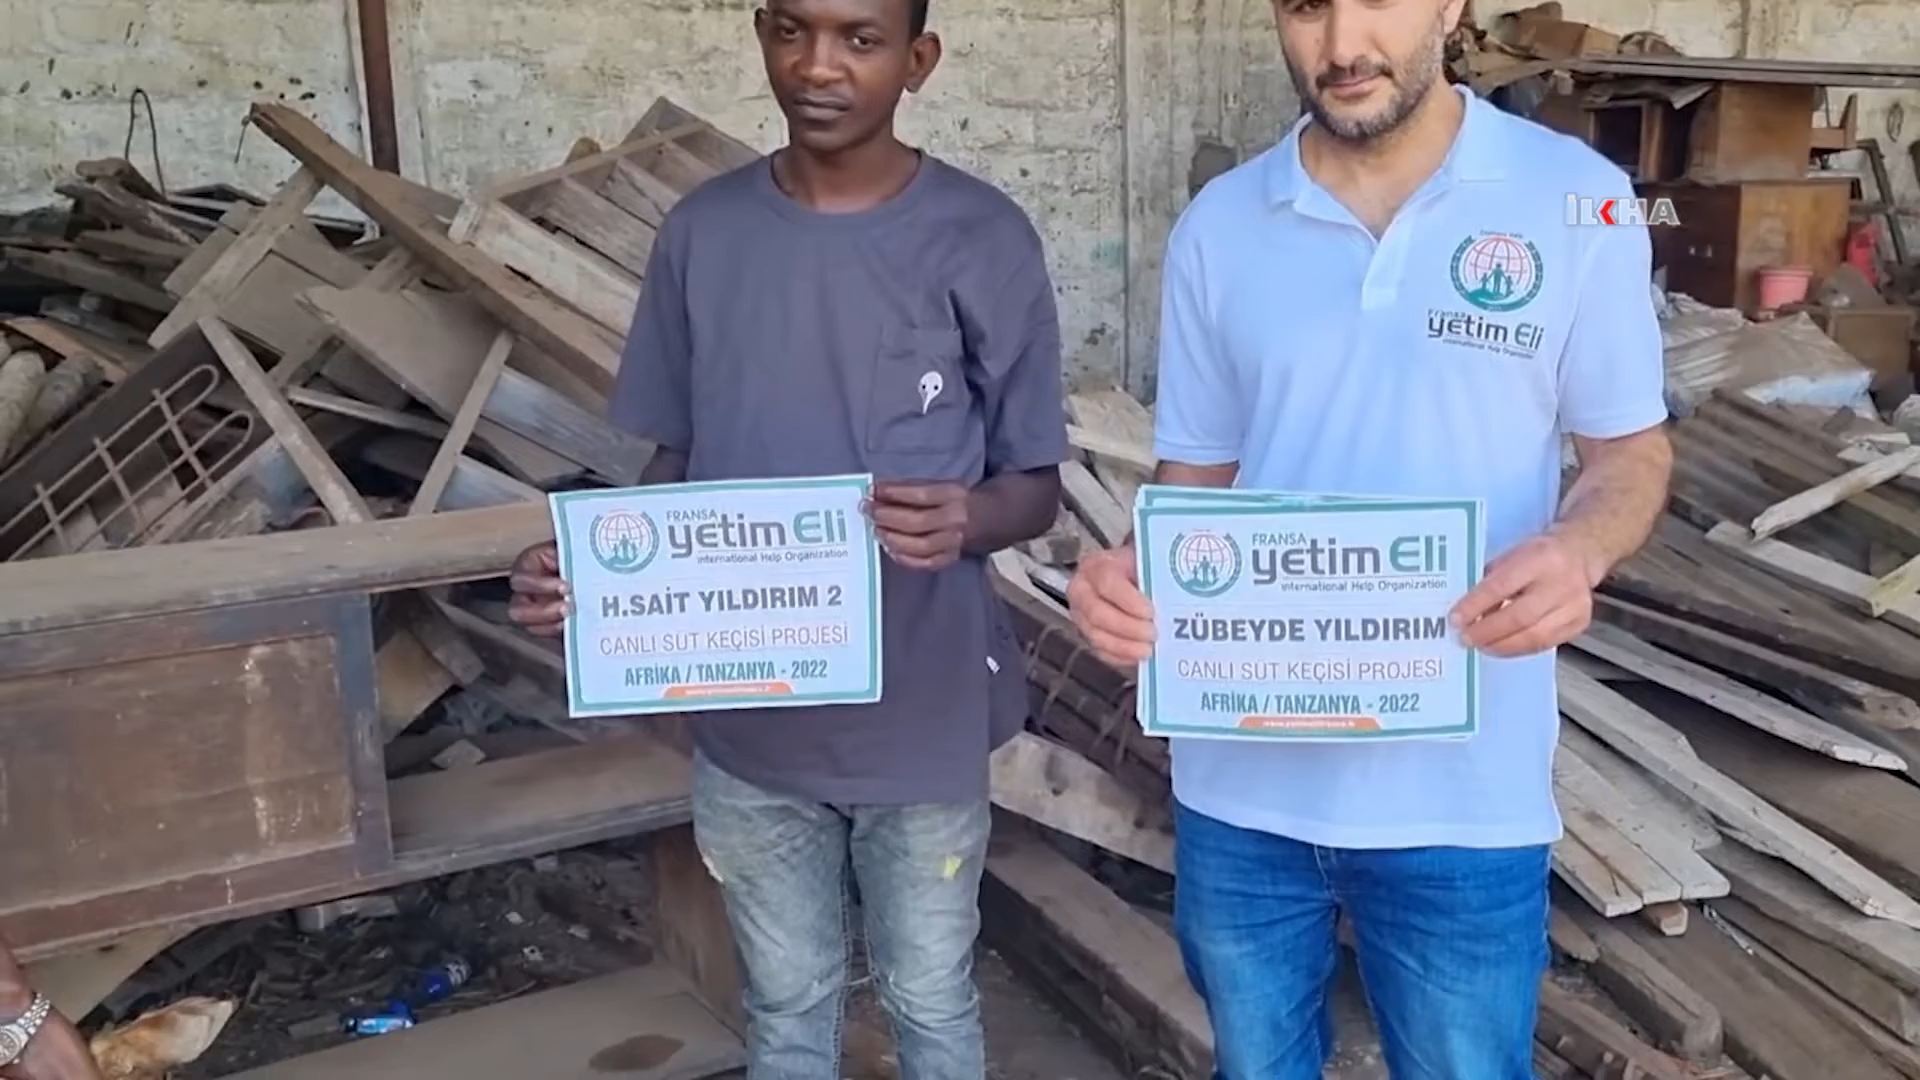 İLKHA
Fransa
yetim Eli
International Help Organization
FRANSA
yetim Eli
International Help Organization
H.SAİT YILDIRIM 2
CANLI SÜT KEÇİSİ PROJESİ
AFRİKA / TANZANYA - 2022
FRANSA
yetim Eli
International Help Organization
ZÜBEYDE YILDIRIM
CANLI SÜT KEÇİSİ PROJESİ
AFRİKA / TANZANYA - 2022